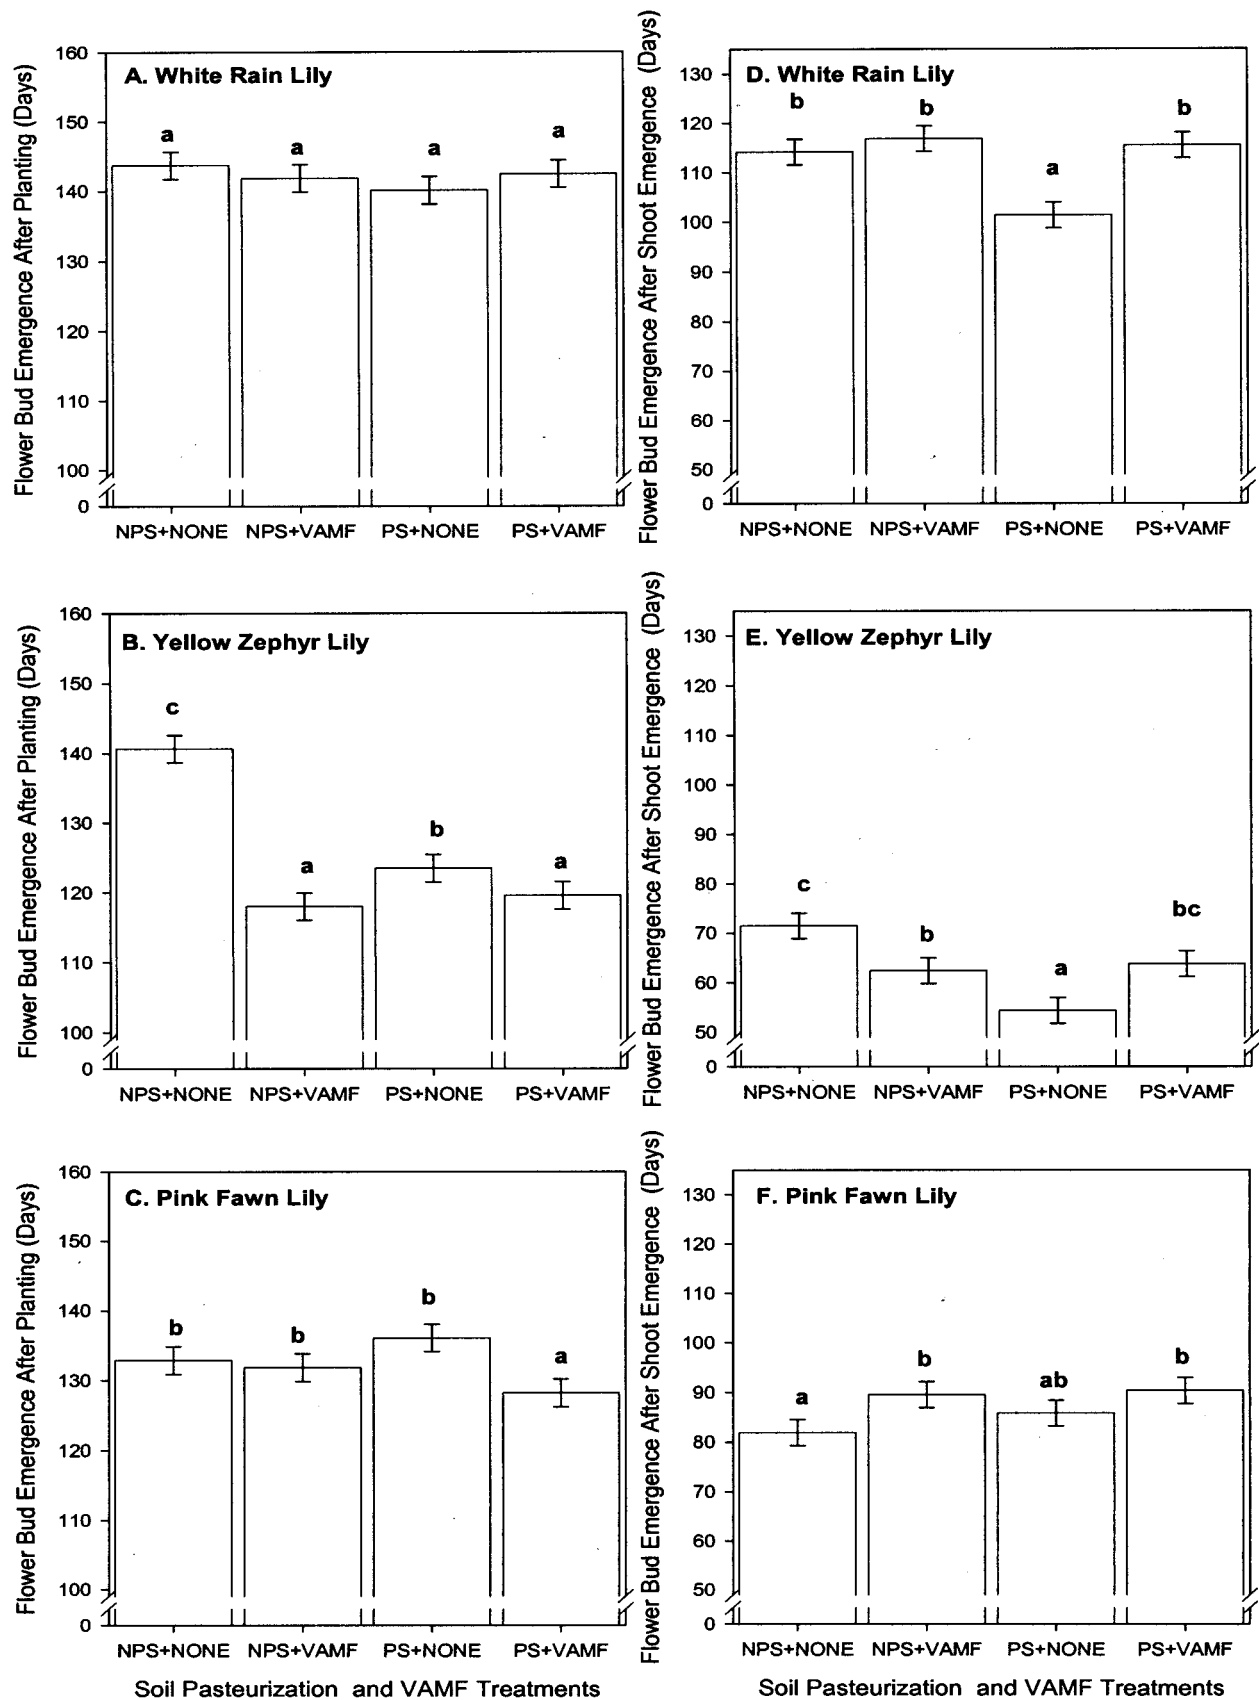 Flower Bud Emergence After Planting (Days)
160
150
140
130
120
110
100
0
A. White Rain Lily
a
a
a
a
NPS+NONE
NPS+VAMF
PS+NONE
PS+VAMF
Flower Bud Emergence After Shoot Emergence (Days)
130
120
110
100
90
80
70
60
50
0
D. White Rain Lily
b
b
a
b
NPS+NONE
NPS+VAMF
PS+NONE
PS+VAMF
Flower Bud Emergence After Planting (Days)
160
150
140
130
120
110
100
0
B. Yellow Zephyr Lily
c
a
b
a
NPS+NONE
NPS+VAMF
PS+NONE
PS+VAMF
Flower Bud Emergence After Shoot Emergence (Days)
130
120
110
100
90
80
70
60
50
0
E. Yellow Zephyr Lily
c
b
a
bc
NPS+NONE
NPS+VAMF
PS+NONE
PS+VAMF
Flower Bud Emergence After Planting (Days)
160
150
140
130
120
110
100
0
C. Pink Fawn Lily
b
b
b
a
NPS+NONE
NPS+VAMF
PS+NONE
PS+VAMF
Soil Pasteurization and VAMF Treatments
Flower Bud Emergence After Shoot Emergence (Days)
130
120
110
100
90
80
70
60
50
0
F. Pink Fawn Lily
a
b
ab
b
NPS+NONE
NPS+VAMF
PS+NONE
PS+VAMF
Soil Pasteurization and VAMF Treatments